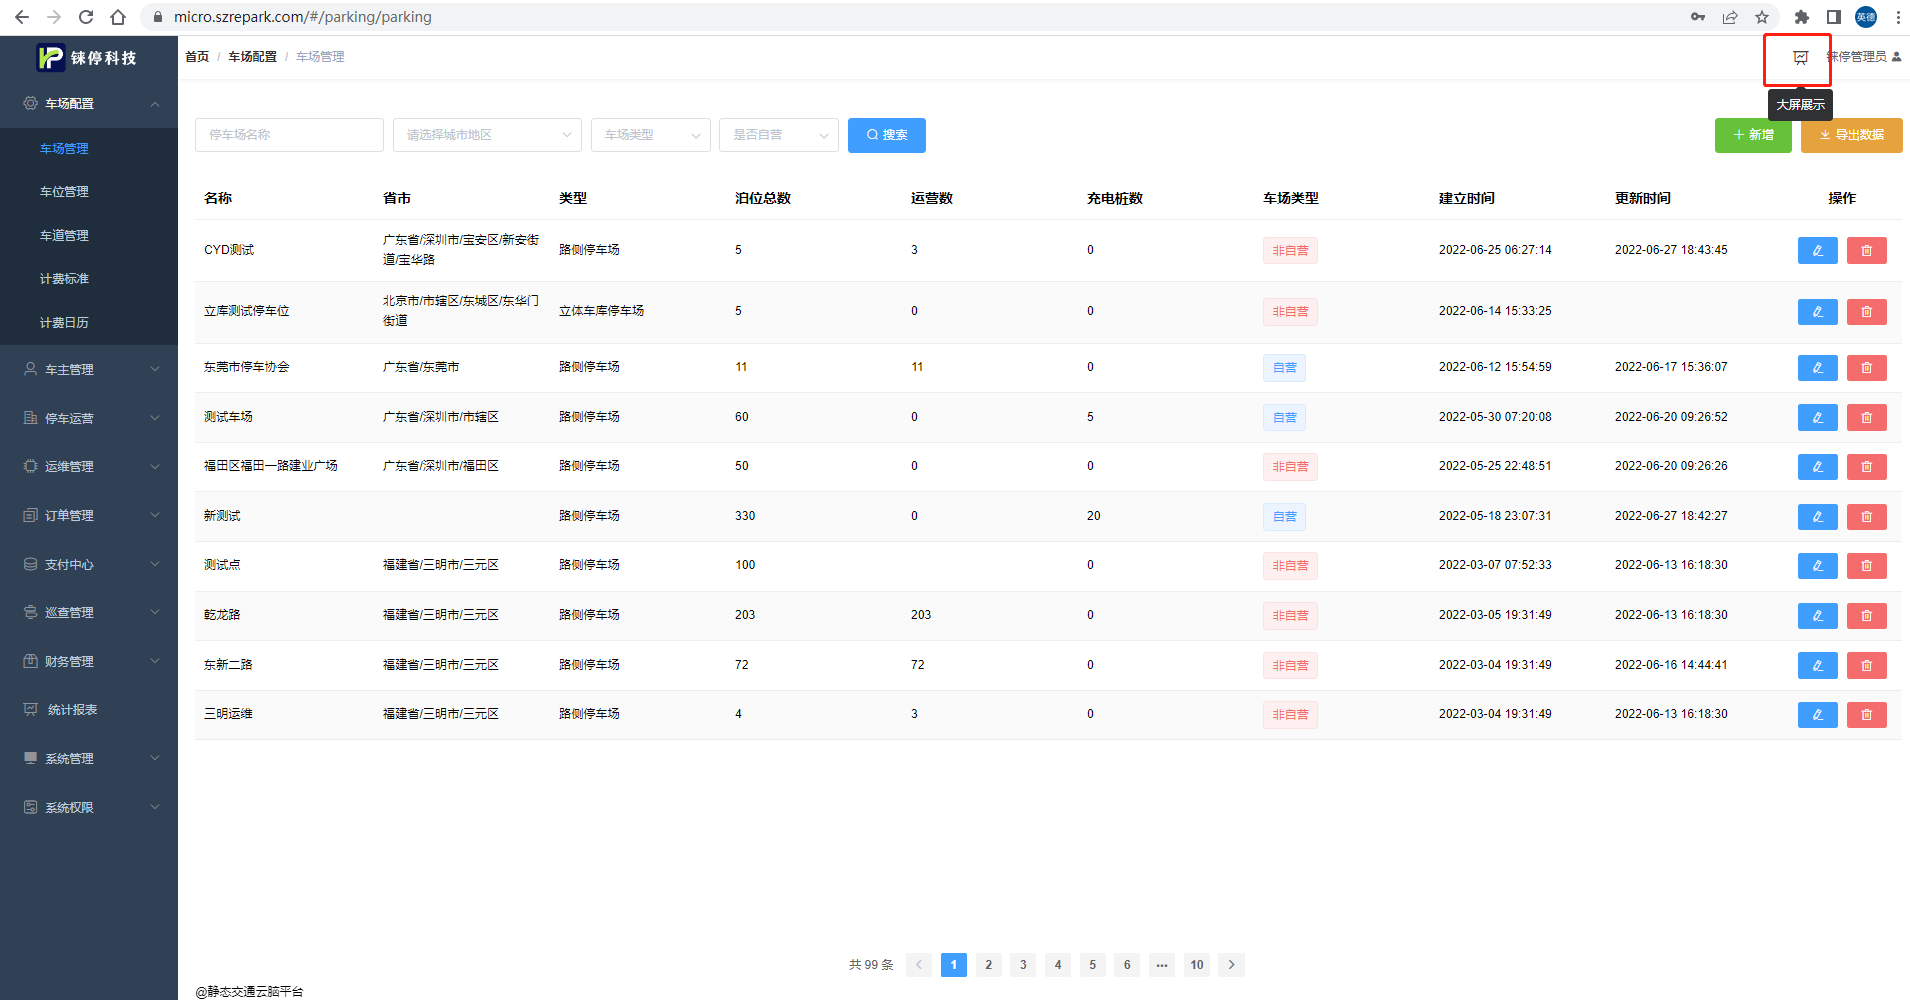 micro.szrepark.com/#/parking/parking
英德
铼停科技
首页 / 车场配置 / 车场管理
铼停管理员
大屏展示
车场配置
车场管理
车位管理
车道管理
计费标准
计费日历
车主管理
停车运营
运维管理
订单管理
支付中心
巡查管理
财务管理
统计报表
系统管理
系统权限
停车场名称 请选择城市地区 车场类型 是否自营 搜索 新增 导出数据
名称 省市 类型 泊位总数 运营数 充电桩数 车场类型 建立时间 更新时间 操作
CYD测试 广东省/深圳市/宝安区/新安街 路侧停车场 5 3 0 非自营 2022-06-25 06:27:14 2022-06-27 18:43:45
道/宝华路
立库测试停车位 北京市/市辖区/东城区/东华门 立体车库停车场 5 0 0 非自营 2022-06-14 15:33:25
街道
东莞市停车协会 广东省/东莞市 路侧停车场 11 11 0 自营 2022-06-12 15:54:59 2022-06-17 15:36:07
测试车场 广东省/深圳市/市辖区 路侧停车场 60 0 5 自营 2022-05-30 07:20:08 2022-06-20 09:26:52
福田区福田一路建业广场 广东省/深圳市/福田区 路侧停车场 50 0 0 非自营 2022-05-25 22:48:51 2022-06-20 09:26:26
新测试 路侧停车场 330 0 20 自营 2022-05-18 23:07:31 2022-06-27 18:42:27
测试点 福建省/三明市/三元区 路侧停车场 100 0 非自营 2022-03-07 07:52:33 2022-06-13 16:18:30
乾龙路 福建省/三明市/三元区 路侧停车场 203 203 0 非自营 2022-03-05 19:31:49 2022-06-13 16:18:30
东新二路 福建省/三明市/三元区 路侧停车场 72 72 0 非自营 2022-03-04 19:31:49 2022-06-16 14:44:41
三明运维 福建省/三明市/三元区 路侧停车场 4 3 0 非自营 2022-03-04 19:31:49 2022-06-13 16:18:30
共 99 条 1 2 3 4 5 6 ••• 10
@静态交通云脑平台